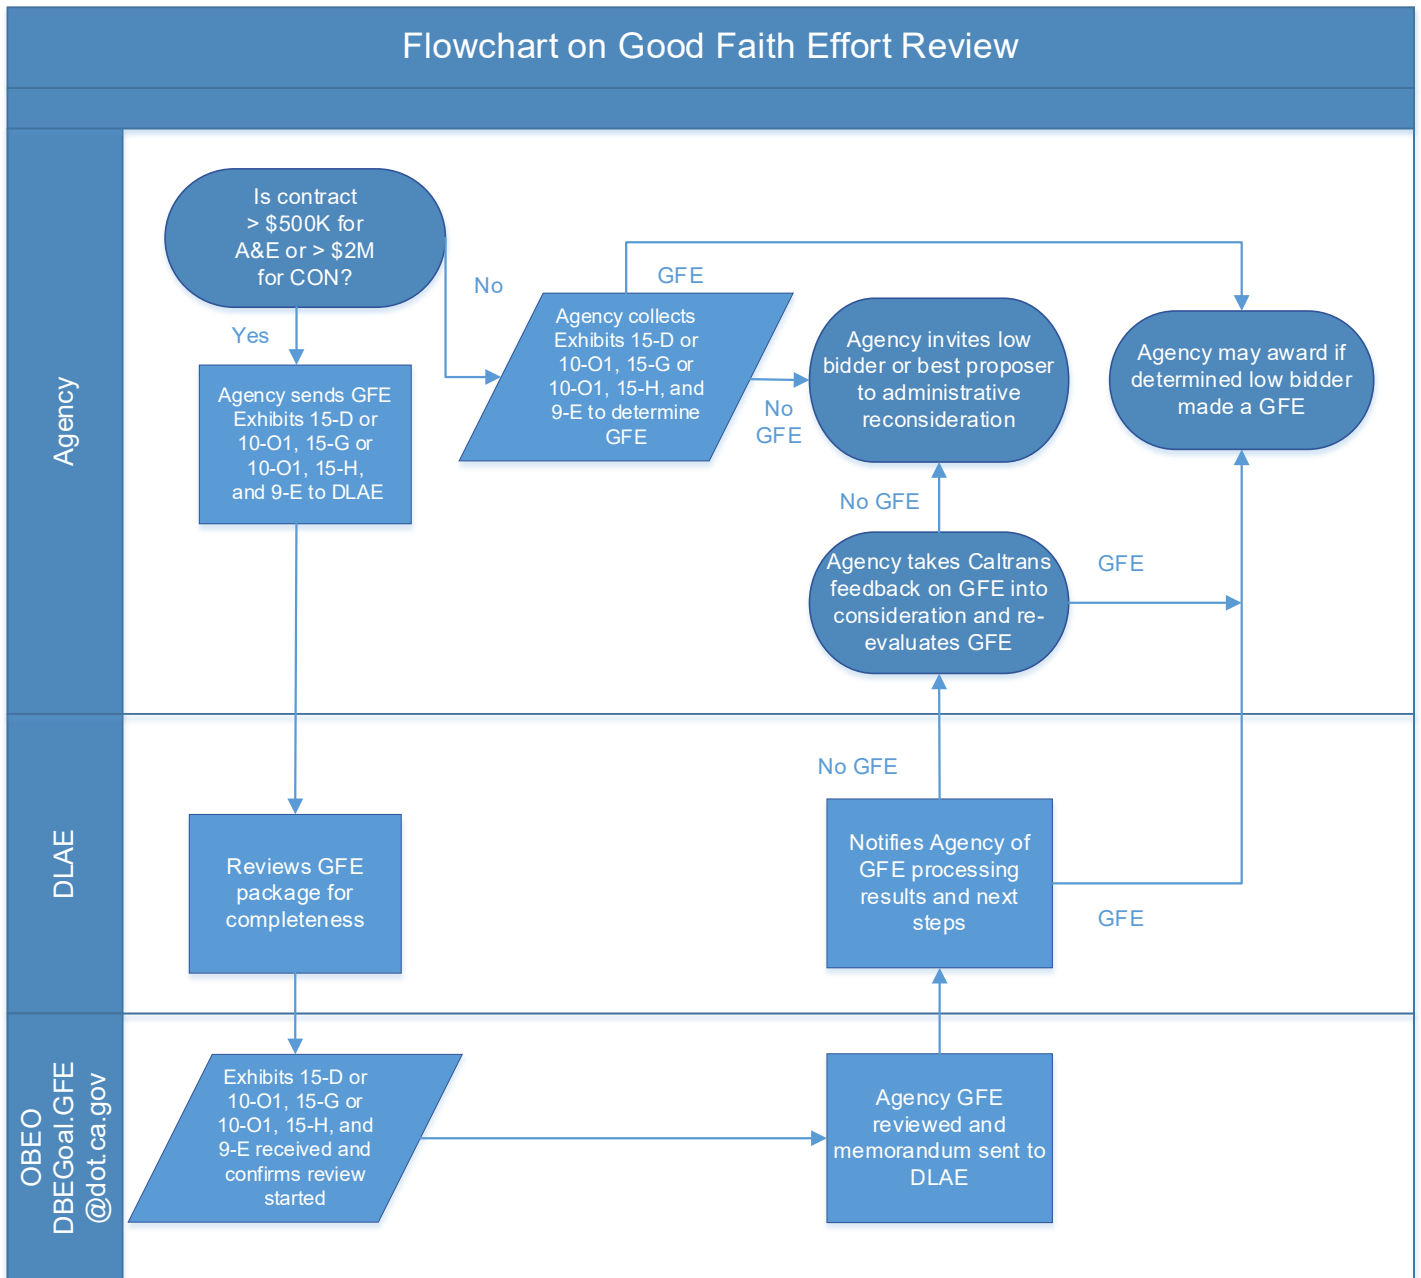 Flowchart on Good Faith Effort Review
Agency
Is contract
> $500K for
A&E or > $2M
for CON?
No
Yes
GFE
Agency collects
Exhibits 15-D or
10-O1, 15-G or
10-O1, 15-H, and
9-E to determine
GFE
No
GFE
Agency invites low
bidder or best proposer
to administrative
reconsideration
Agency may award if
determined low bidder
made a GFE
Agency sends GFE
Exhibits 15-D or
10-O1, 15-G or
10-O1, 15-H,
and 9-E to DLAE
No GFE
Agency takes Caltrans
feedback on GFE into
consideration and re-
evaluates GFE
GFE
DLAE
Reviews GFE
package for
completeness
No GFE
Notifies Agency of
GFE processing
results and next
steps
GFE
OBEO
DBEGoal.GFE
@dot.ca.gov
Exhibits 15-D or
10-O1, 15-G or
10-O1, 15-H, and
9-E received and
confirms review
started
Agency GFE
reviewed and
memorandum sent to
DLAE